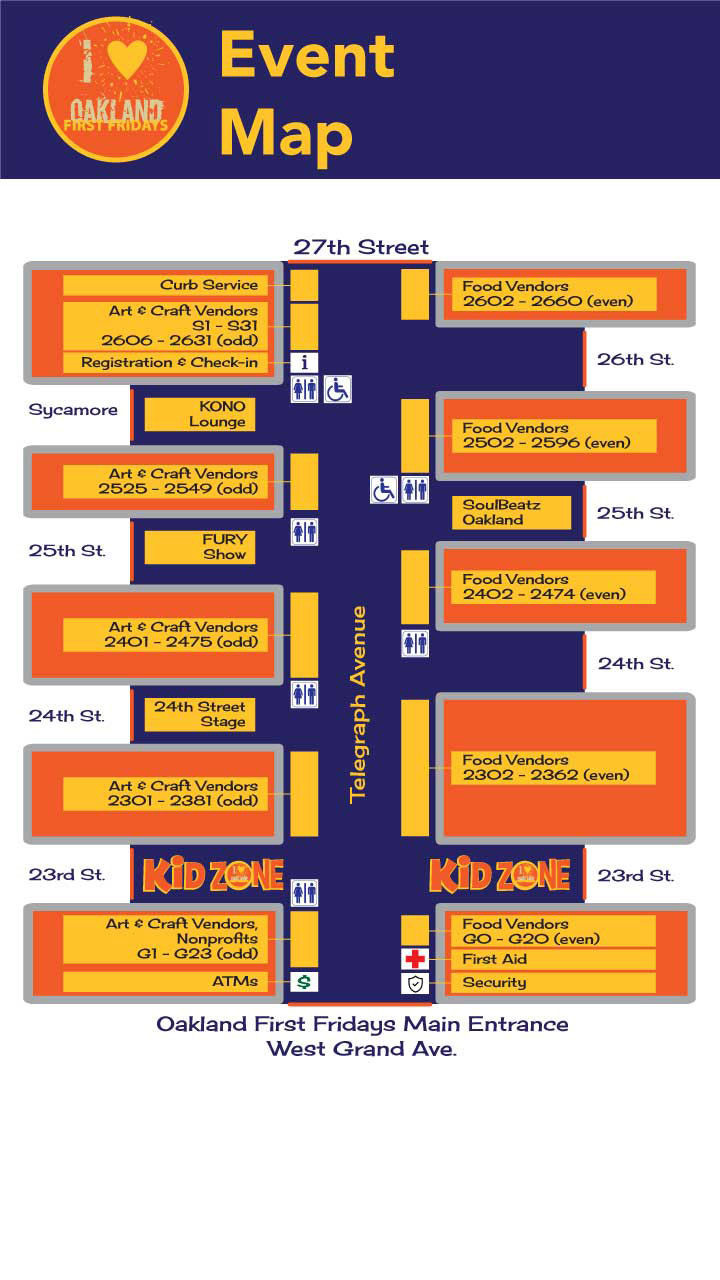 I
OAKLAND
FIRST FRIDAYS
Event
Map
27th Street
Curb Service
Art & Craft Vendors
S1 - S31
2606 - 2631 (odd)
Registration & Check-in
i
Food Vendors
2602 - 2660 (even)
26th St.
Sycamore
KONO
Lounge
Food Vendors
2502 - 2596 (even)
Art & Craft Vendors
2525 - 2549 (odd)
SoulBeatz
Oakland
25th St.
25th St.
FURY
Show
Food Vendors
2402 - 2474 (even)
Art & Craft Vendors
2401 - 2475 (odd)
24th St.
Telegraph Avenue
24th St.
24th Street
Stage
Food Vendors
2302 - 2362 (even)
Art & Craft Vendors
2301 - 2381 (odd)
23rd St.
KiD ZONE
KiD ZONE
23rd St.
Art & Craft Vendors,
Nonprofits
G1 - G23 (odd)
ATMs
$
Food Vendors
G0 - G20 (even)
First Aid
Security
Oakland First Fridays Main Entrance
West Grand Ave.